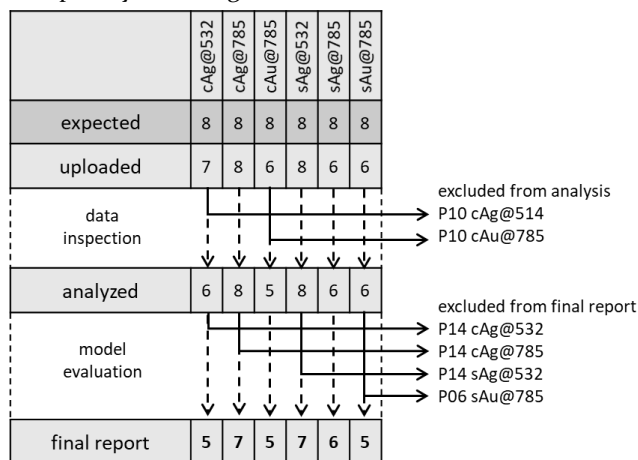 cAg@532 cAg@785 cAu@785 sAg@532 sAg@785 sAu@785
expected 8 8 8 8 8 8
uploaded 7 8 6 8 6 6
excluded from analysis
data
inspection
P10 cAg@514
P10 cAu@785
analyzed 6 8 5 8 6 6
excluded from final report
P14 cAg@532
model
evaluation
P14 cAg@785
P14 sAg@532
P06 sAu@785
final report 5 7 5 7 6 5